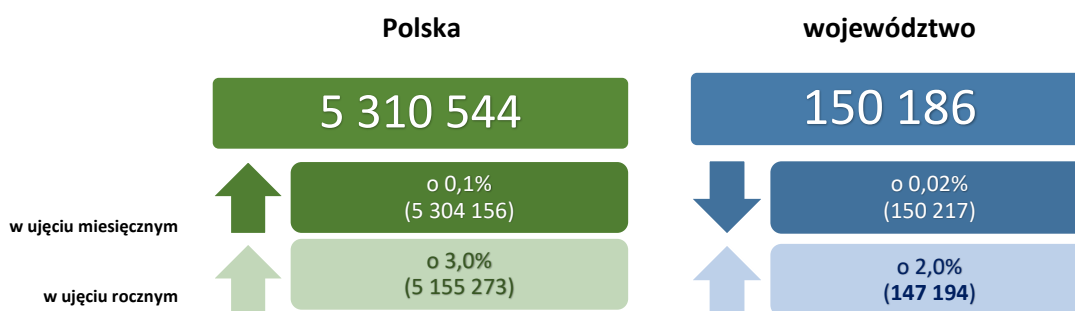 Polska
województwo
5 310 544
150 186
w ujęciu miesięcznym
o 0,1%
(5 304 156)
o 0,02%
(150 217)
w ujęciu rocznym
o 3,0%
(5 155 273)
o 2,0%
(147 194)